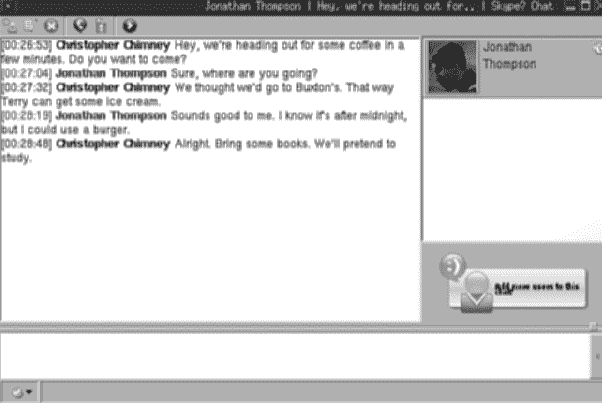 Jonathan Thompson | Hey, we're heading out for.. | Skype? Chat
[00:26:53] Christopher Chimney Hey, we're heading out for some coffee in a
few minutes. Do you want to come?
[00:27:04] Jonathan Thompson Sure, where are you going?
[00:27:32] Christopher Chimney We thought we'd go to Buxton's. That way
Terry can get some ice cream.
[00:28:19] Jonathan Thompson Sounds good to me. I know it's after midnight,
but I could use a burger.
[00:28:48] Christopher Chimney Alright. Bring some books. We'll pretend to
study.
Jonathan
Thompson
to this